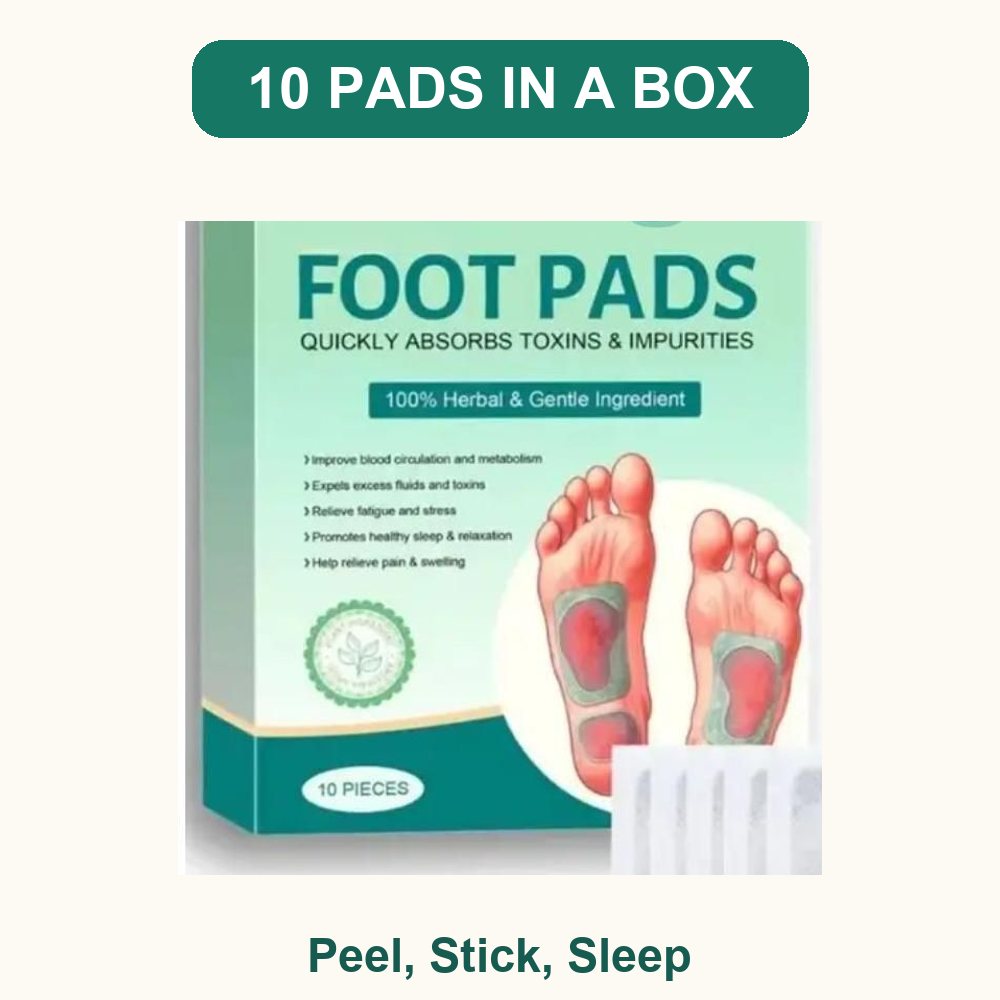 10 PADS IN A BOX
FOOT PADS
QUICKLY ABSORBS TOXINS & IMPURITIES
100% Herbal & Gentle Ingredient
Improve blood circulation and metabolism
Expels excess fluids and toxins
Relieve fatigue and stress
Promotes healthy sleep & relaxation
Help relieve pain & swelling
10 PIECES
Peel, Stick, Sleep